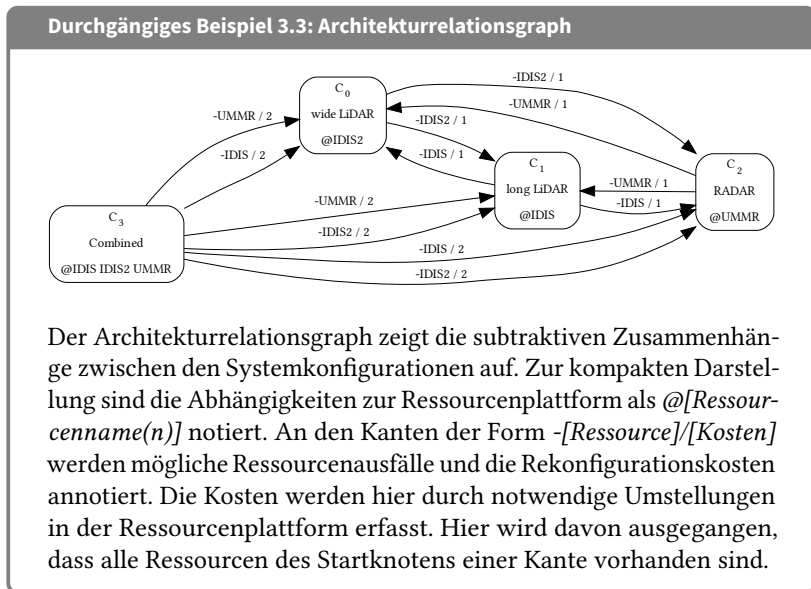 Durchgängiges Beispiel 3.3: Architekturrelationsgraph
-IDIS2 / 1
C0
wide LiDAR
@IDIS2
-UMMR / 1
-UMMR / 2
-IDIS2 / 1
-IDIS / 2
-IDIS / 1
C1
long LiDAR
@IDIS
C2
RADAR
@UMMR
-UMMR / 1
-IDIS / 1
C3
Combined
@IDIS IDIS2 UMMR
-UMMR / 2
-IDIS2 / 2
-IDIS / 2
-IDIS2 / 2
Der Architekturrelationsgraph zeigt die subtraktiven Zusammenhän-
ge zwischen den Systemkonfigurationen auf. Zur kompakten Darstel-
lung sind die Abhängigkeiten zur Ressourcenplattform als @[Ressour-
cenname(n)] notiert. An den Kanten der Form -[Ressource]/[Kosten]
werden mögliche Ressourcenausfälle und die Rekonfigurationskosten
annotiert. Die Kosten werden hier durch notwendige Umstellungen
in der Ressourcenplattform erfasst. Hier wird davon ausgegangen,
dass alle Ressourcen des Startknotens einer Kante vorhanden sind.